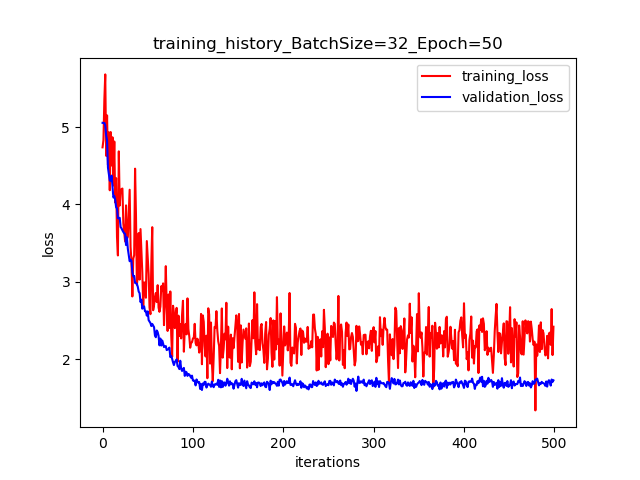 training_history_BatchSize=32_Epoch=50
training_loss
validation_loss
5
4
3
2
loss
0
100
200
300
400
500
iterations